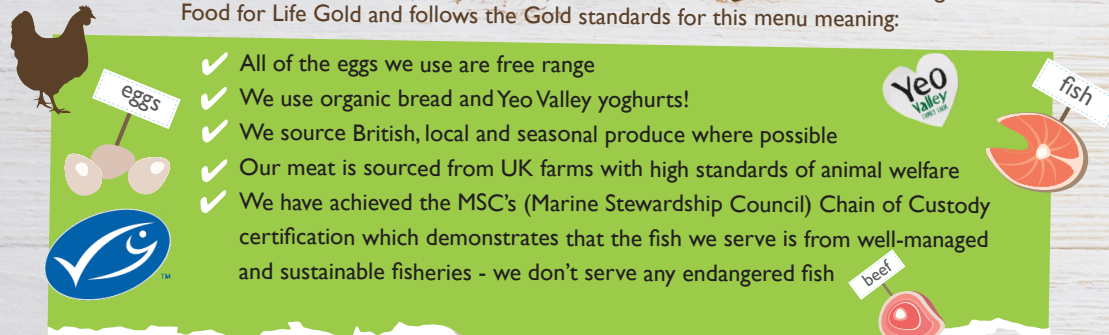 Food for Life Gold and follows the Gold standards for this menu meaning:
✔ All of the eggs we use are free range
✔ We use organic bread and Yeo Valley yoghurts!
✔ We source British, local and seasonal produce where possible
✔ Our meat is sourced from UK farms with high standards of animal welfare
✔ We have achieved the MSC's (Marine Stewardship Council) Chain of Custody
certification which demonstrates that the fish we serve is from well-managed
and sustainable fisheries - we don't serve any endangered fish
eggs
Yeo
Valley
fish
TM
beef